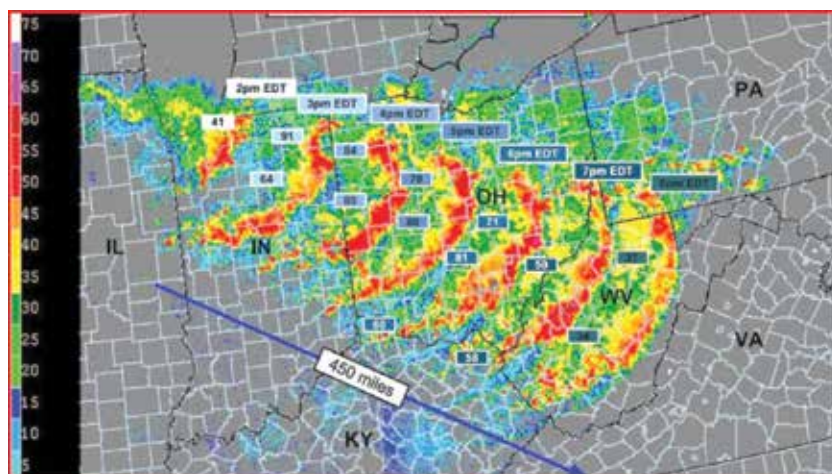 75
70
65
60
55
50
45
40
35
30
25
20
15
10
5
2pm EDT
3pm EDT
4pm EDT
5pm EDT
6pm EDT
7pm EDT
8pm EDT
41
91
64
71
81
58
PA
OH
IL
IN
WV
VA
KY
450 miles